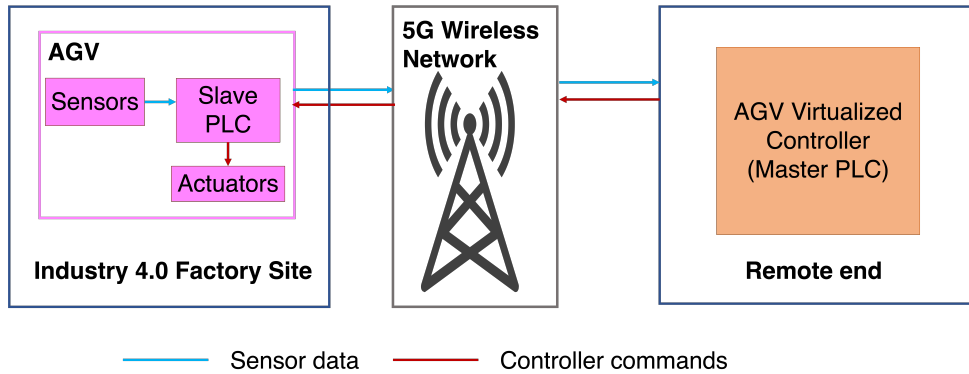 AGV
Sensors
Slave
PLC
Actuators
Industry 4.0 Factory Site
5G Wireless
Network
AGV Virtualized
Controller
(Master PLC)
Remote end
Sensor data
Controller commands